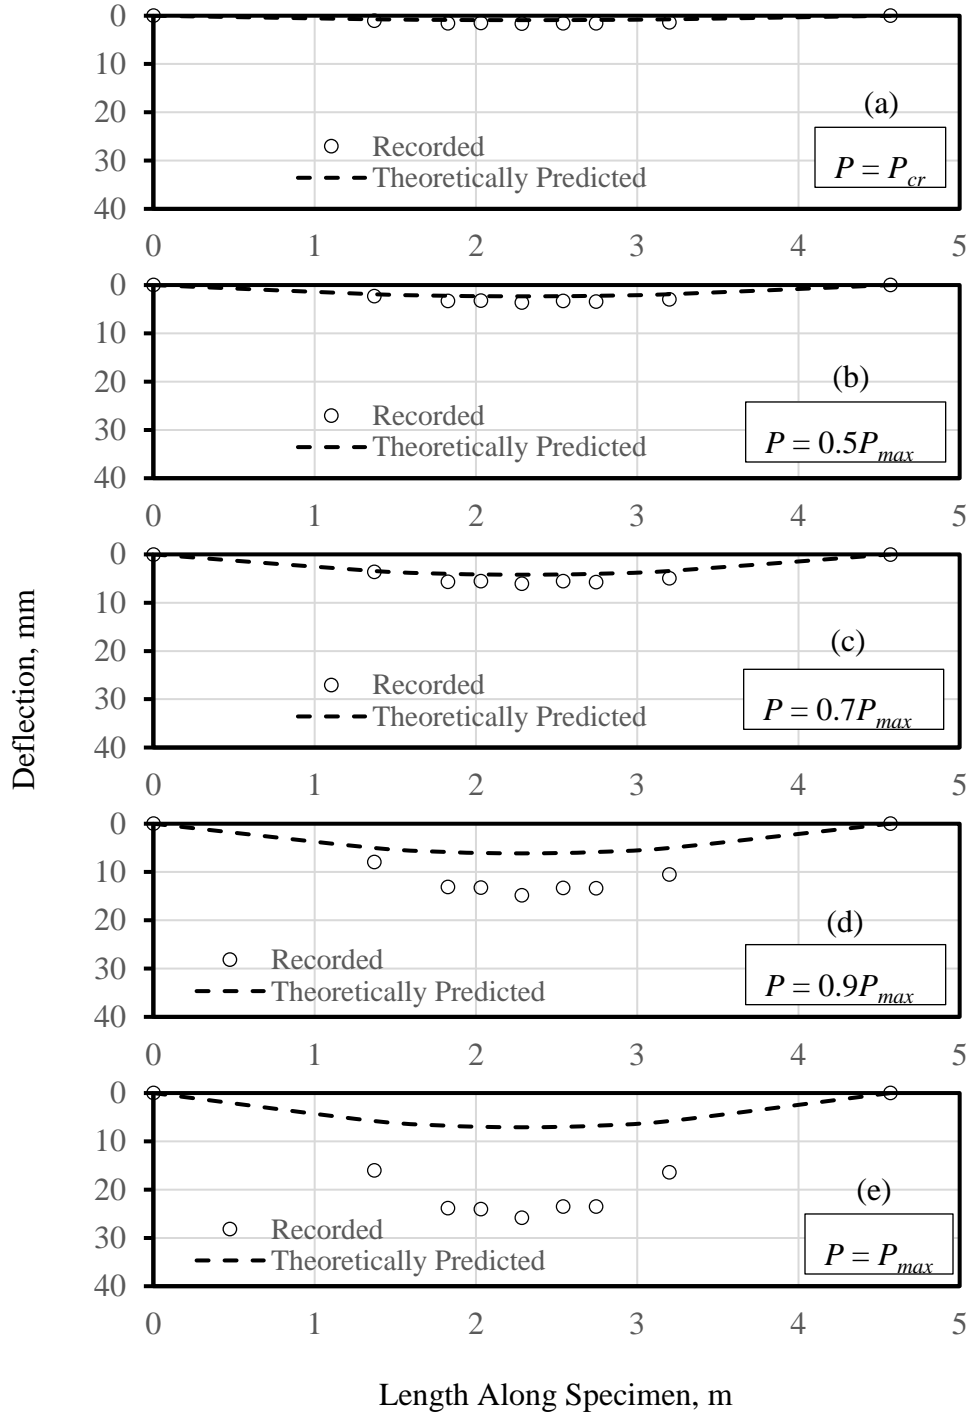 0
10
20
30
40
(a)
P = Pcr
Recorded
Theoretically Predicted
0 1 2 3 4 5
0
10
20
30
40
(b)
P = 0.5Pmax
Recorded
Theoretically Predicted
0 1 2 3 4 5
0
10
20
30
40
(c)
P = 0.7Pmax
Recorded
Theoretically Predicted
0 1 2 3 4 5
Deflection, mm
0
10
20
30
40
(d)
P = 0.9Pmax
Recorded
Theoretically Predicted
0 1 2 3 4 5
0
10
20
30
40
(e)
P = Pmax
Recorded
Theoretically Predicted
0 1 2 3 4 5
Length Along Specimen, m